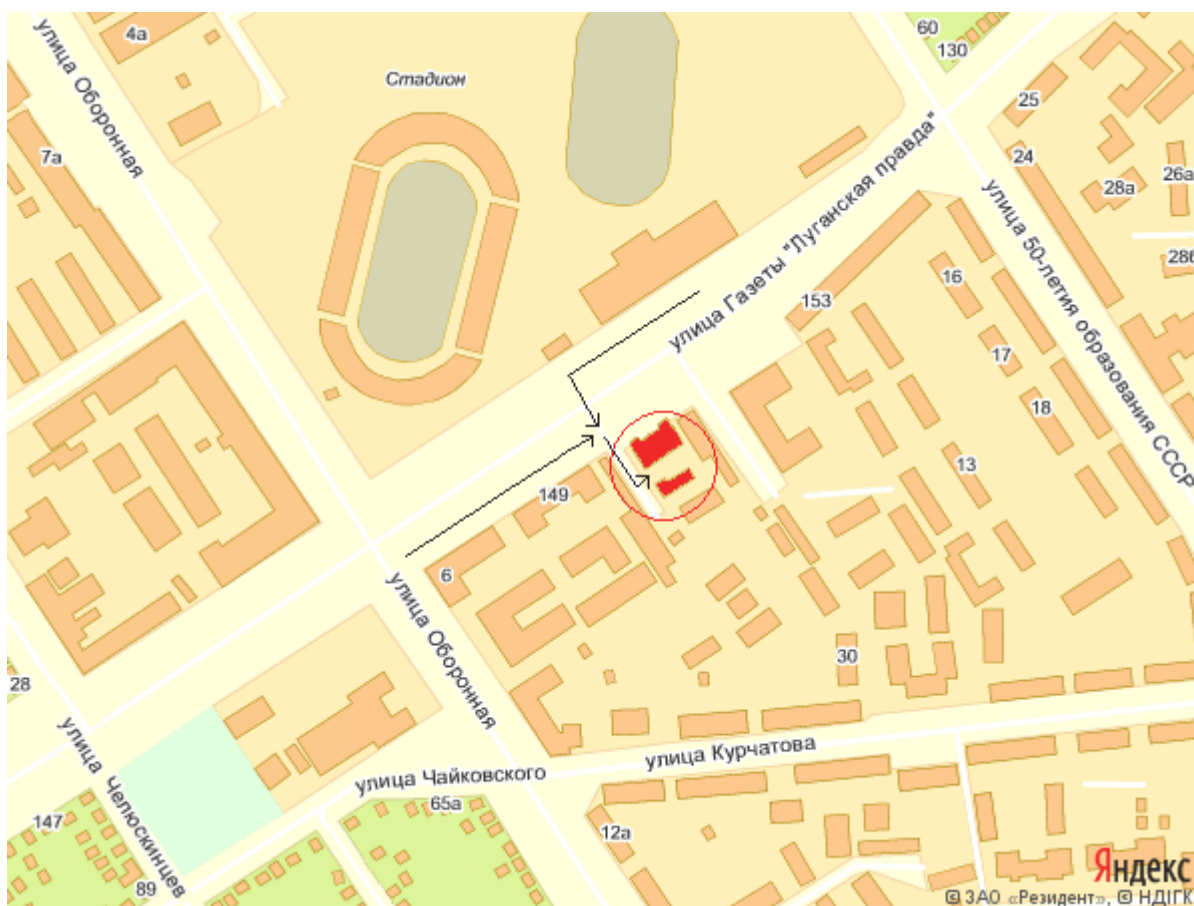 60
4а
130
улица Оборонная
Стадион
25
7а
24
улица Газеты "Луганская правда"
28а
26а
улица 50-летия образования СССР
28б
16
153
17
18
13
149
6
улица Оборонная
30
28
улица Челюскинцев
улица Курчатова
улица Чайковского
65а
147
12а
89
Яндекс
© ЗАО «Резидент», © НДІГК